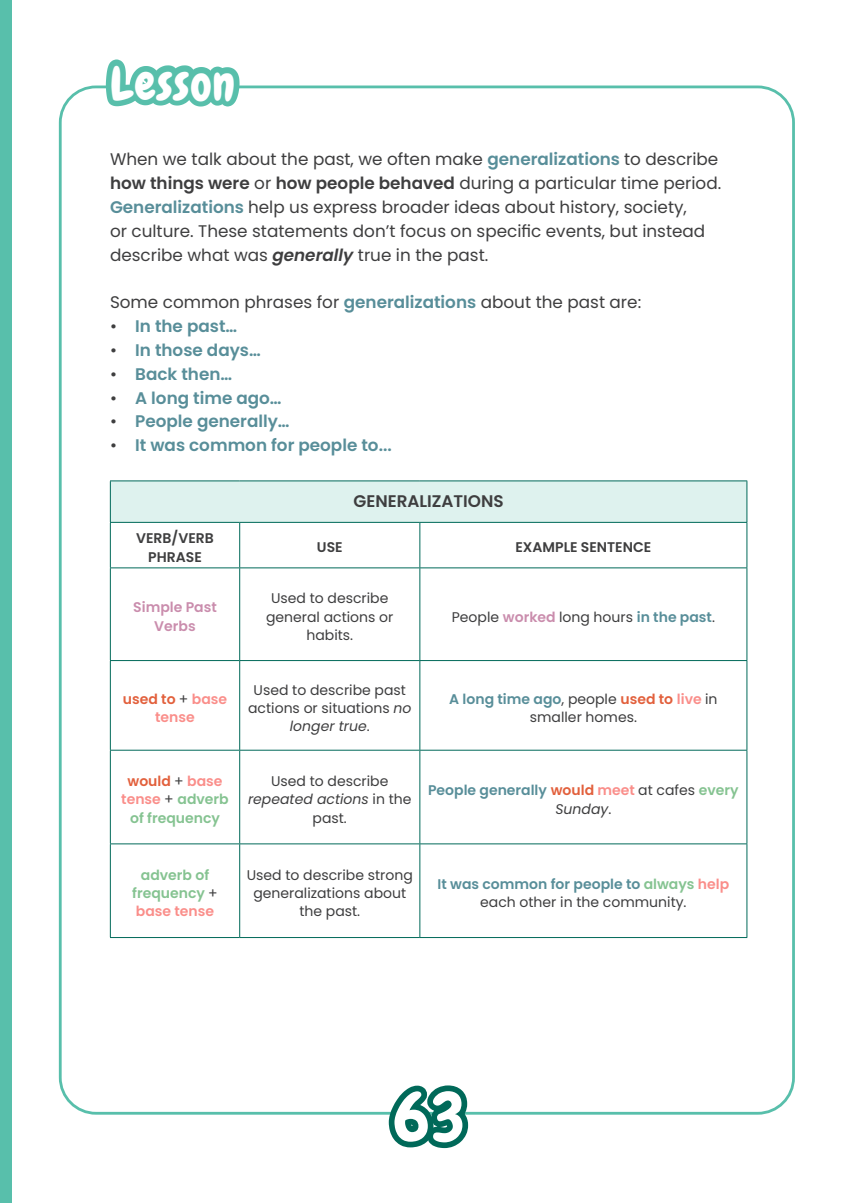 Lesson
When we talk about the past, we often make generalizations to describe
how things were or how people behaved during a particular time period.
Generalizations help us express broader ideas about history, society,
or culture. These statements don’t focus on specific events, but instead
describe what was generally true in the past.
Some common phrases for generalizations about the past are:
• In the past…
• In those days…
• Back then…
• A long time ago…
• People generally…
• It was common for people to...
GENERALIZATIONS
VERB/VERB
PHRASE
USE
EXAMPLE SENTENCE
Simple Past
Verbs
Used to describe
general actions or
habits.
People worked long hours in the past.
used to + base
tense
Used to describe past
actions or situations no
longer true.
A long time ago, people used to live in
smaller homes.
would + base
tense + adverb
of frequency
Used to describe
repeated actions in the
past.
People generally would meet at cafes every
Sunday.
adverb of
frequency +
base tense
Used to describe strong
generalizations about
the past.
It was common for people to always help
each other in the community.
63